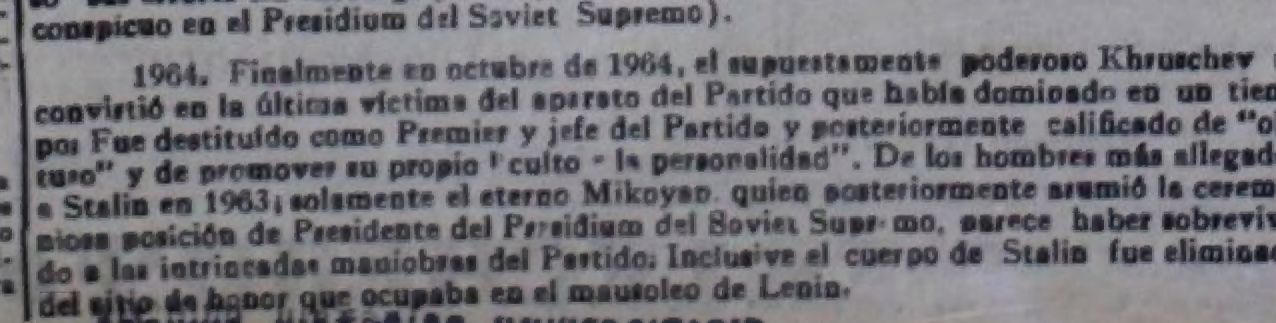 conspicuo en el Presidium del Soviet Supremo).
1964. Finalmente en octubre de 1964, el supuestamente poderoso Khruschev
convirtió en la última víctima del aparato del Partido que había dominado en un tiem
po: Fue destituído como Premier y jefe del Partido y posteriormente calificado de "o
tuso" y de promover su propio "culto a la personalidad". De los hombres más allegad
a Stalin en 1963; solamente el eterno Mikoyan, quien posteriormente asumió la cerem
niosa posición de Presidente del Presidium del Soviet Supremo, parece haber sobreviv
do a las intrincadas maniobras del Partido; Inclusive el cuerpo de Stalin fue eliminad
del sitio de honor que ocupaba en el mausoleo de Lenin.